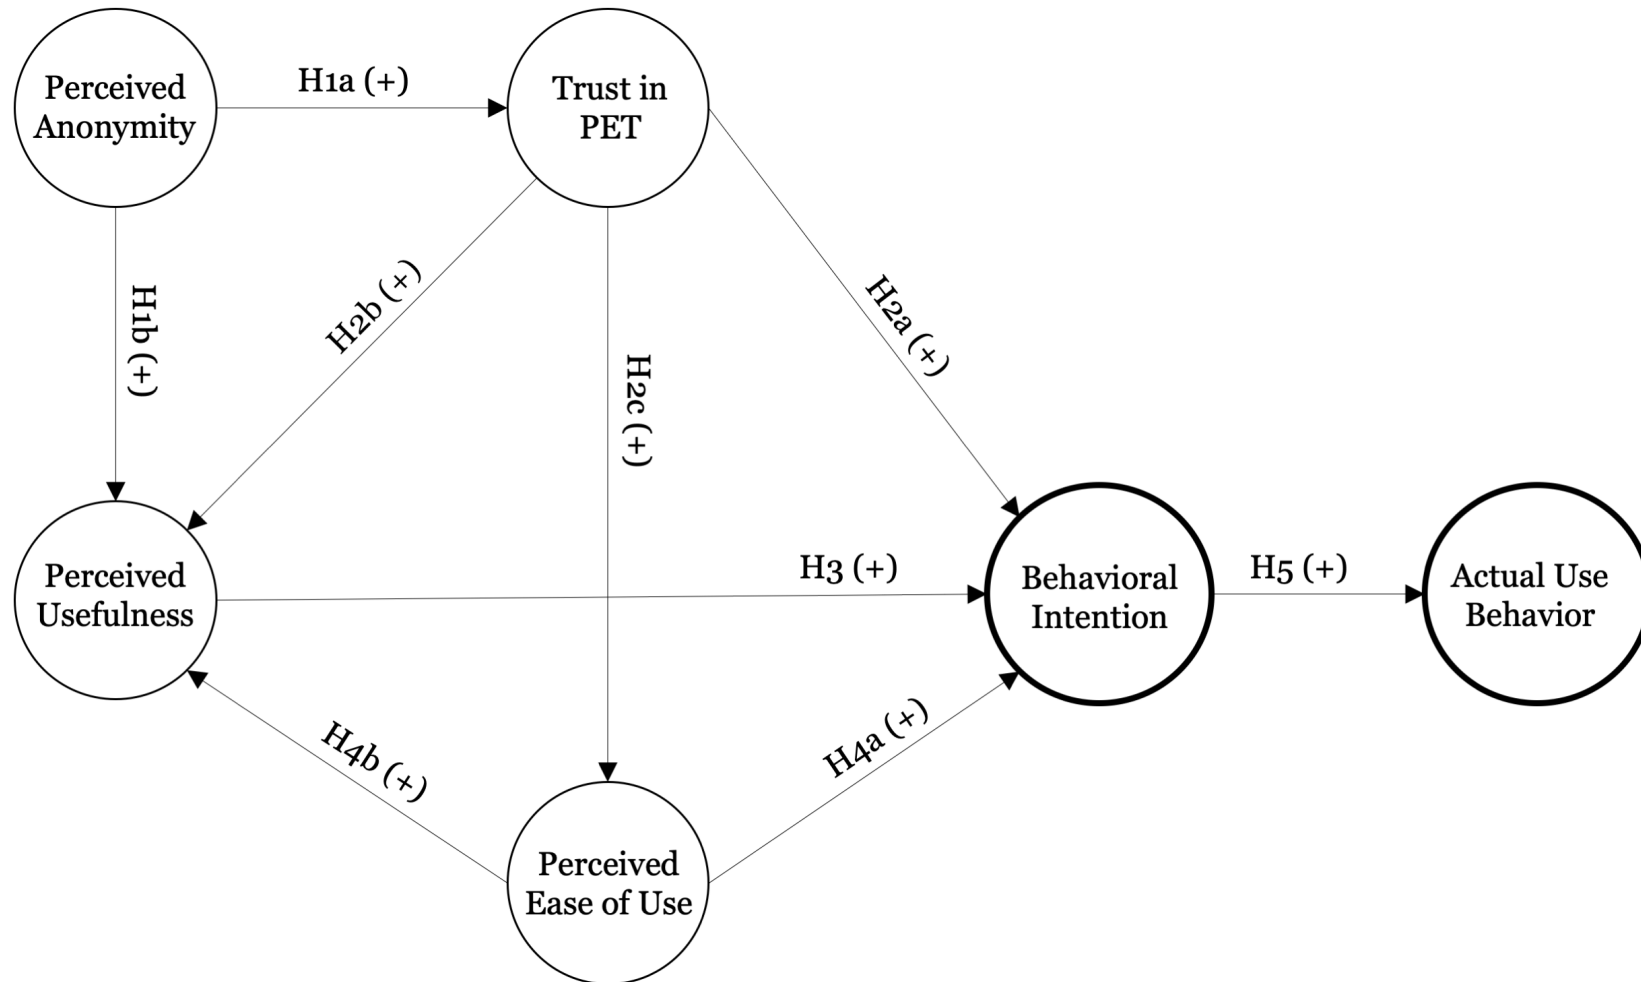 Perceived
Anonymity
H1a (+)
Trust in
PET
H1b (+)
H2b (+)
H2c (+)
H2a (+)
Perceived
Usefulness
H3 (+)
Behavioral
Intention
H5 (+)
Actual Use
Behavior
H4b (+)
H4a (+)
Perceived
Ease of Use